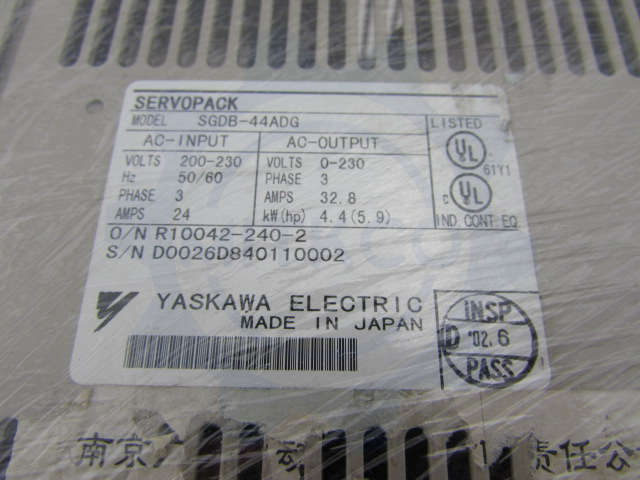 SERVOPACK
MODEL SGDB-44ADG
AC-INPUT AC-OUTPUT
VOLTS 200-230 VOLTS 0-230
Hz 50/60 PHASE 3
PHASE 3 AMPS 32.8
AMPS 24 kW(hp) 4.4(5.9)
LISTED
UL
61Y1
c UL
IND.CONT.EQ.
O/N R10042-240-2
S/N D0026D840110002
YASKAWA ELECTRIC
MADE IN JAPAN
INSP
D '02.6
PASS
南京 司 责任公